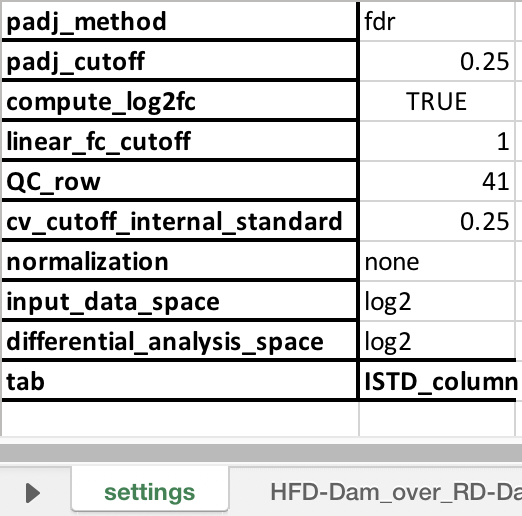 padj_method fdr
padj_cutoff 0.25
compute_log2fc TRUE
linear_fc_cutoff 1
QC_row 41
cv_cutoff_internal_standard 0.25
normalization none
input_data_space log2
differential_analysis_space log2
tab ISTD_column
settings HFD-Dam_over_RD-Da